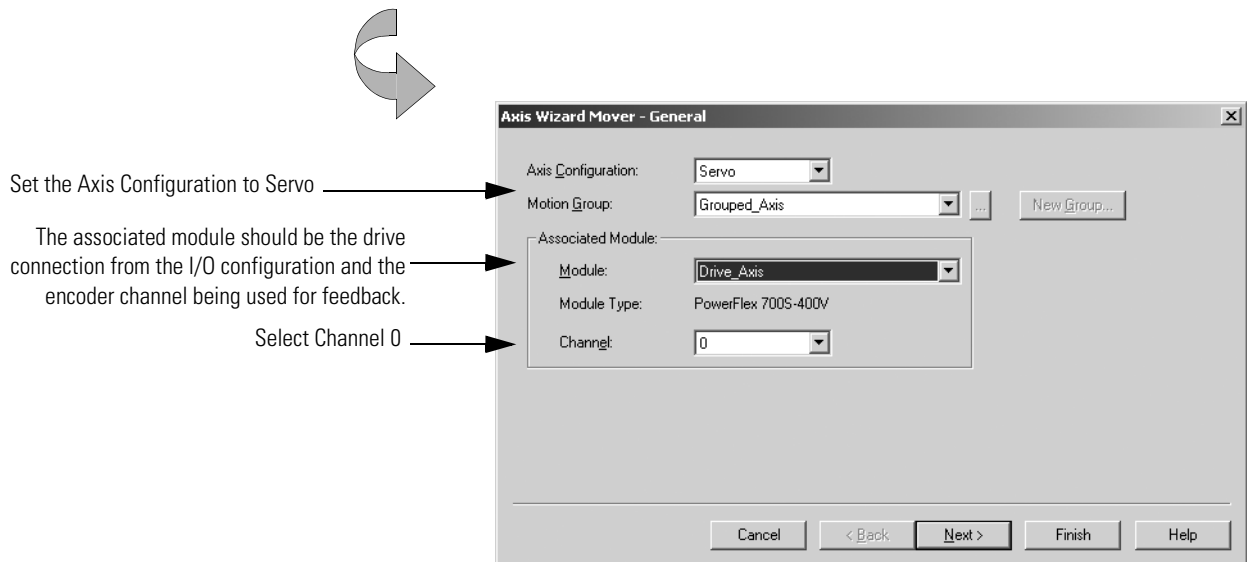 Axis Wizard Mover - General
Set the Axis Configuration to Servo
Axis Configuration:
Servo
Motion Group:
Grouped_Axis
...
New Group...
The associated module should be the drive
connection from the I/O configuration and the
encoder channel being used for feedback.
Associated Module:
Module:
Drive_Axis
Module Type:
PowerFlex 700S-400V
Select Channel 0
Channel:
0
Cancel
< Back
Next >
Finish
Help